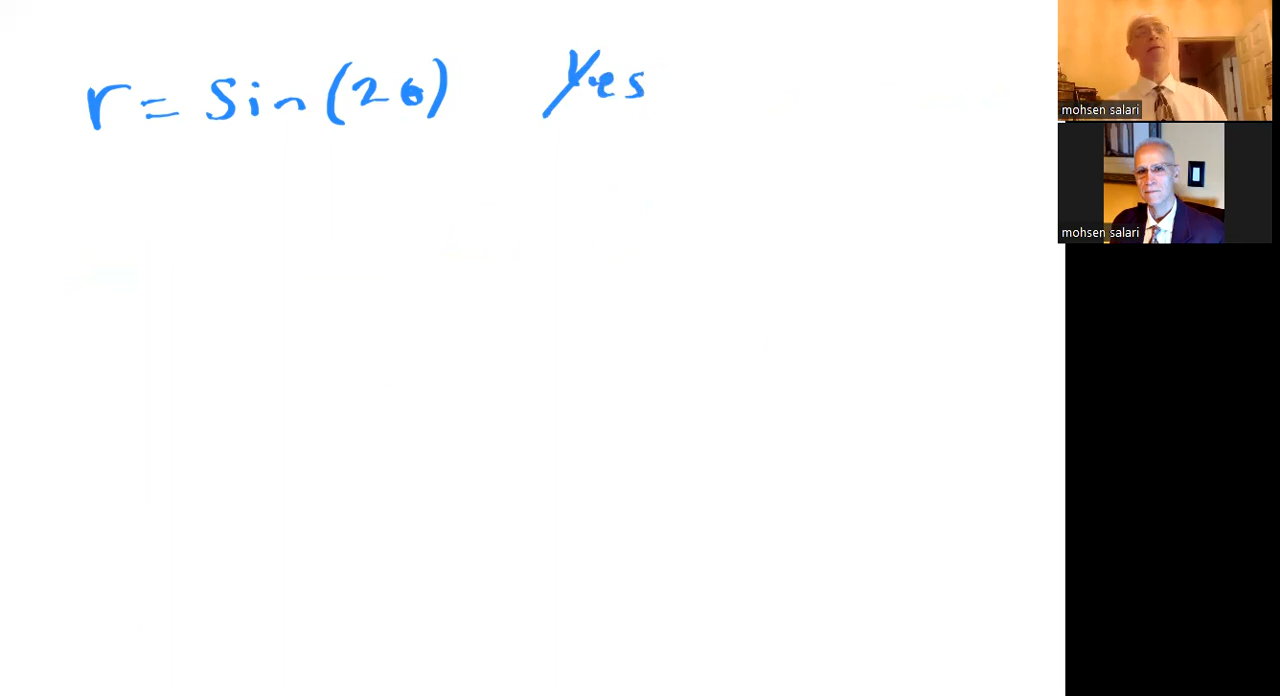 r = sin(2θ) Yes
mohsen salari
mohsen salari